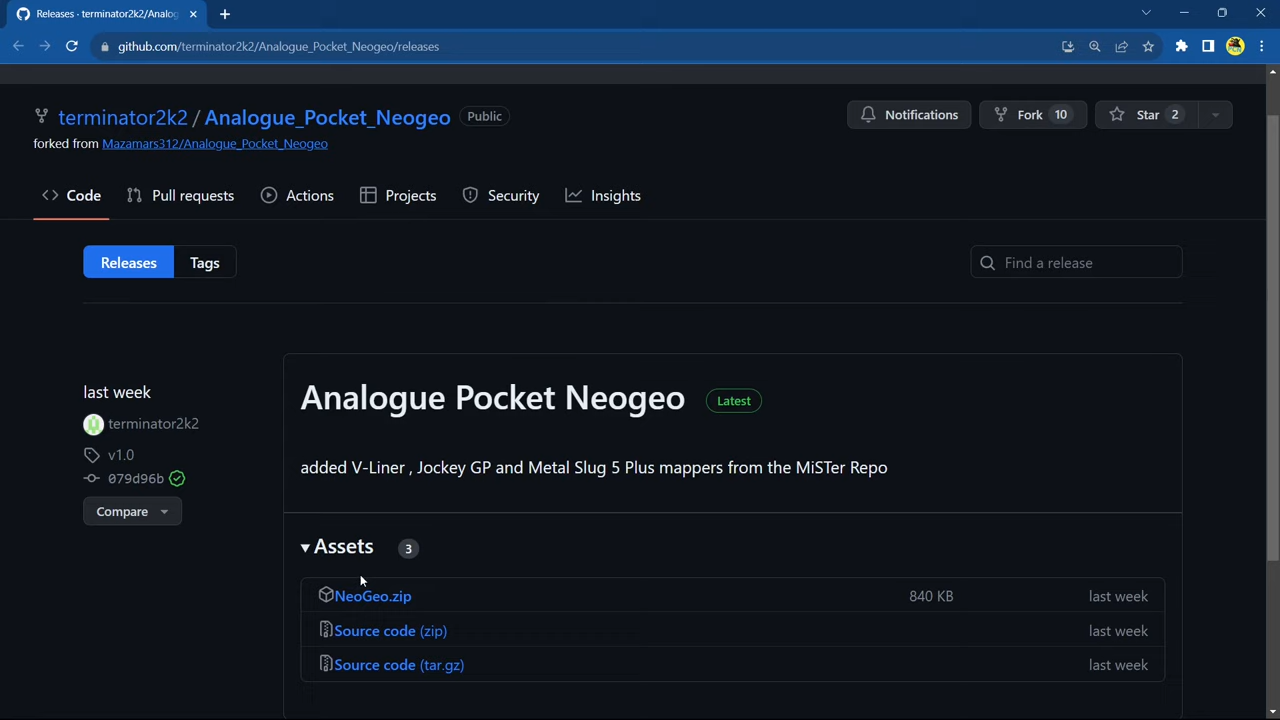 Releases · terminator2k2/Analog
github.com/terminator2k2/Analogue_Pocket_Neogeo/releases
terminator2k2 / Analogue_Pocket_Neogeo Public
Notifications Fork 10 Star 2
forked from Mazamars312/Analogue_Pocket_Neogeo
Code Pull requests Actions Projects Security Insights
Releases Tags
Find a release
last week
Analogue Pocket Neogeo Latest
terminator2k2
v1.0
added V-Liner , Jockey GP and Metal Slug 5 Plus mappers from the MiSTer Repo
079d96b
Compare
Assets 3
NeoGeo.zip 840 KB last week
Source code (zip) last week
Source code (tar.gz) last week